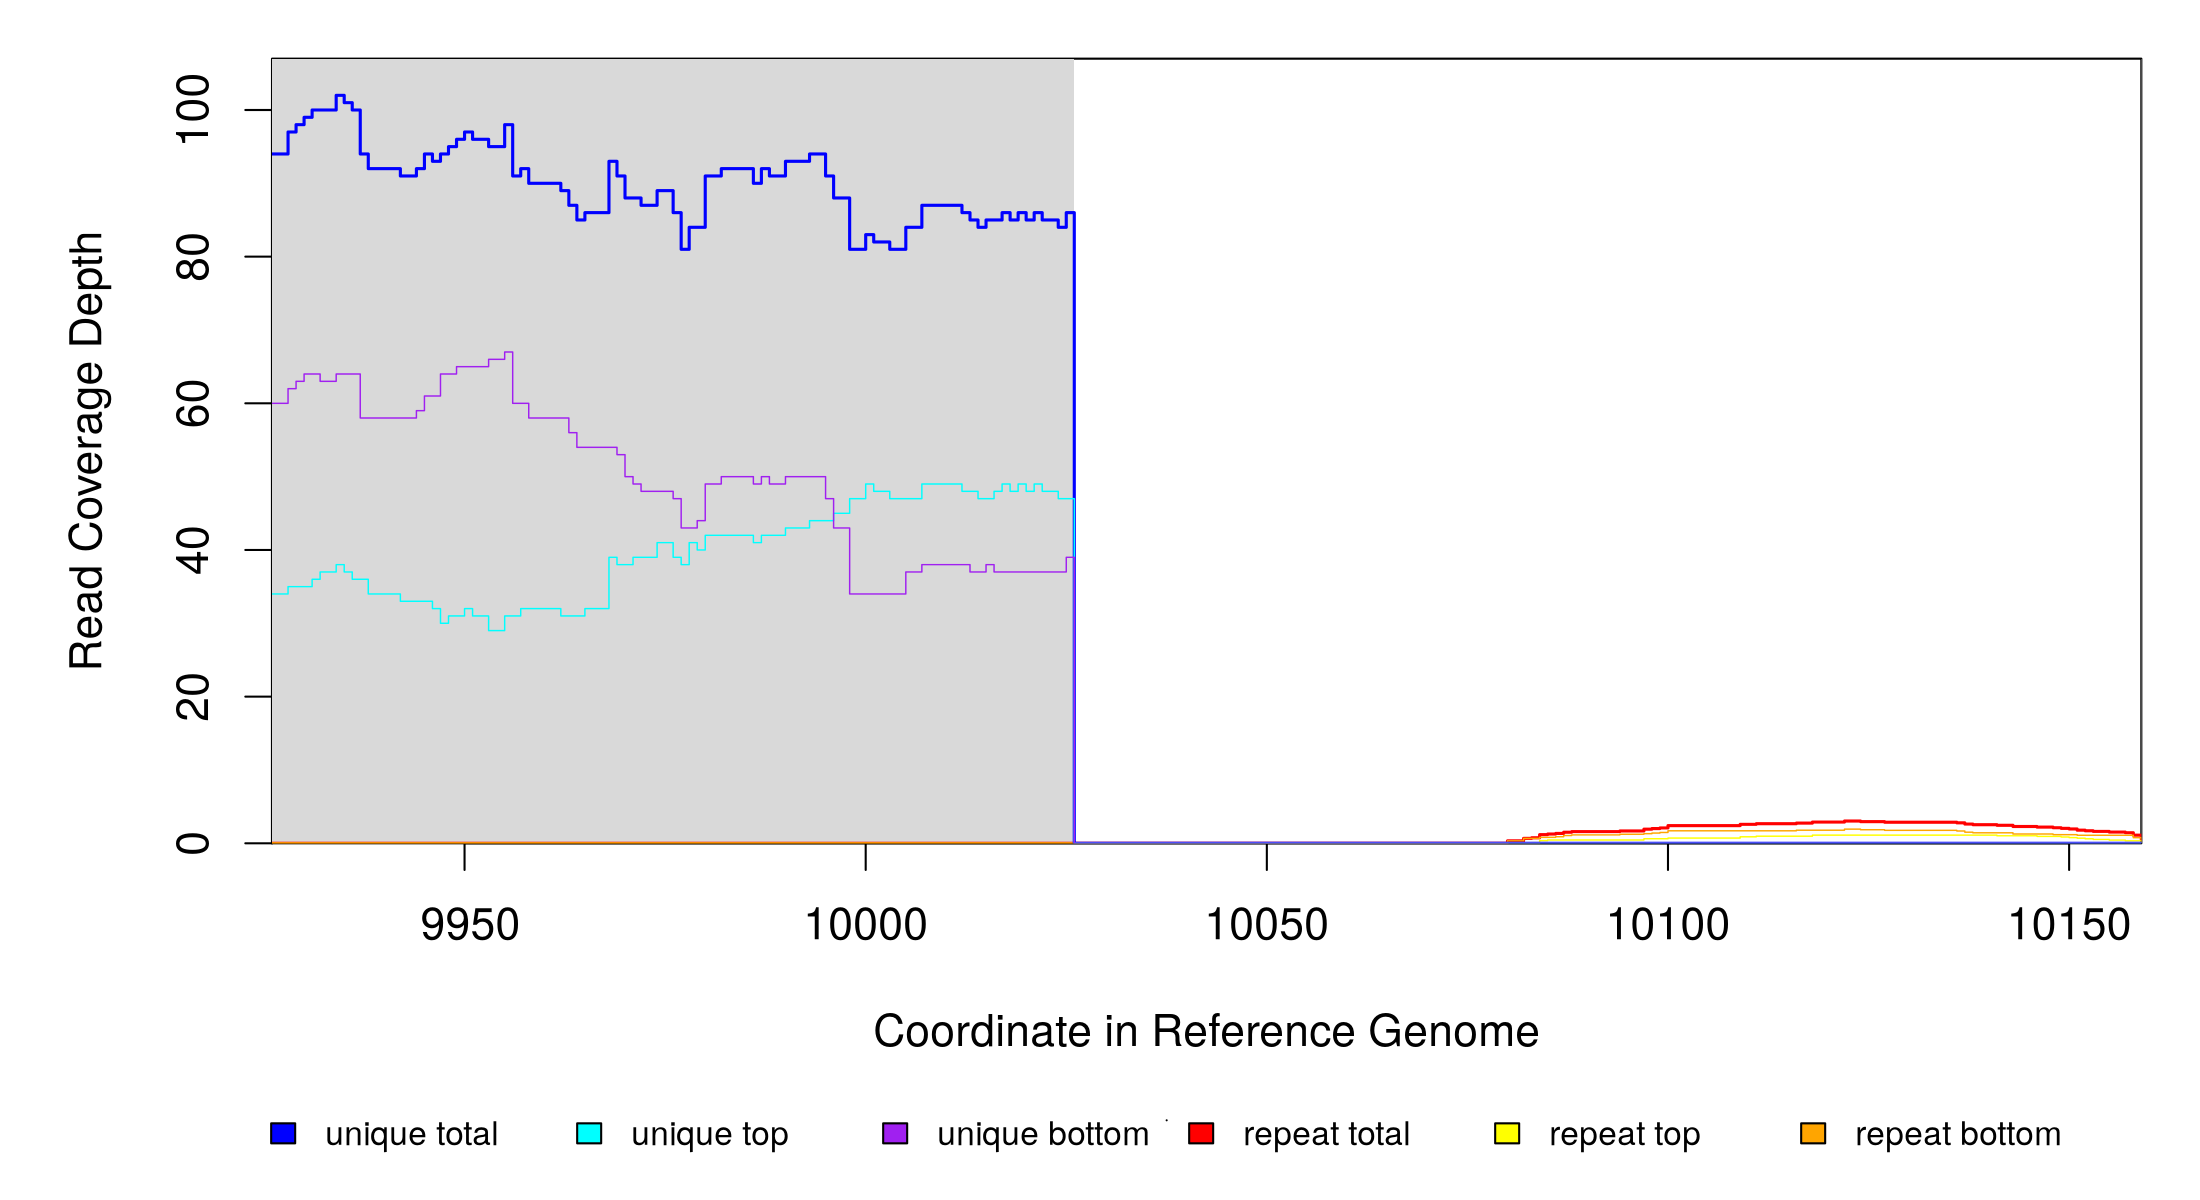 Read Coverage Depth
100
80
60
40
20
0
9950 10000 10050 10100 10150
Coordinate in Reference Genome
unique total unique top unique bottom repeat total repeat top repeat bottom